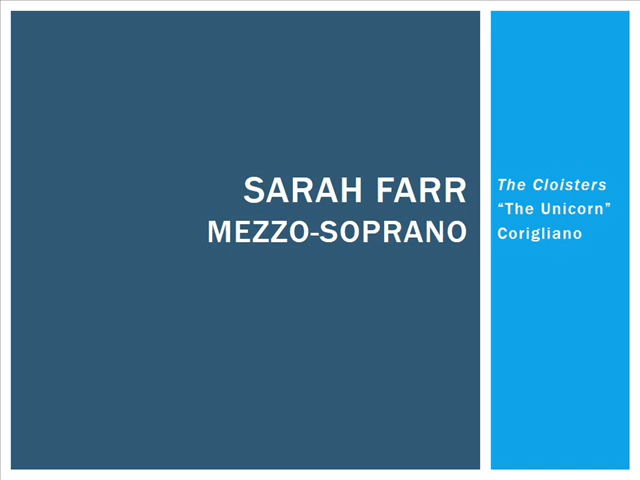 SARAH FARR
MEZZO-SOPRANO
The Cloisters
“The Unicorn”
Corigliano